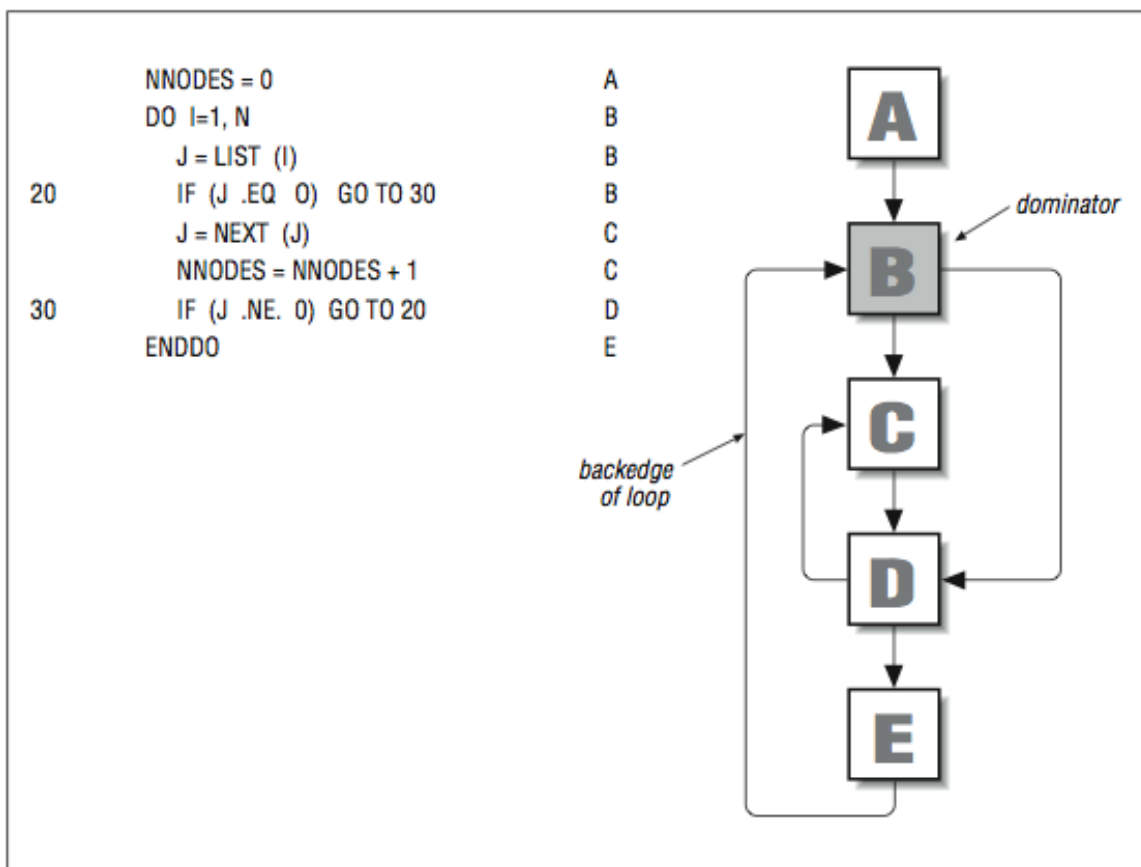 NNODES = 0 A
DO I=1, N B
J = LIST (I) B
20 IF (J .EQ O) GO TO 30 B
J = NEXT (J) C
NNODES = NNODES + 1 C
30 IF (J .NE. 0) GO TO 20 D
ENDDO E
A
dominator
B
C
backedge
of loop
D
E